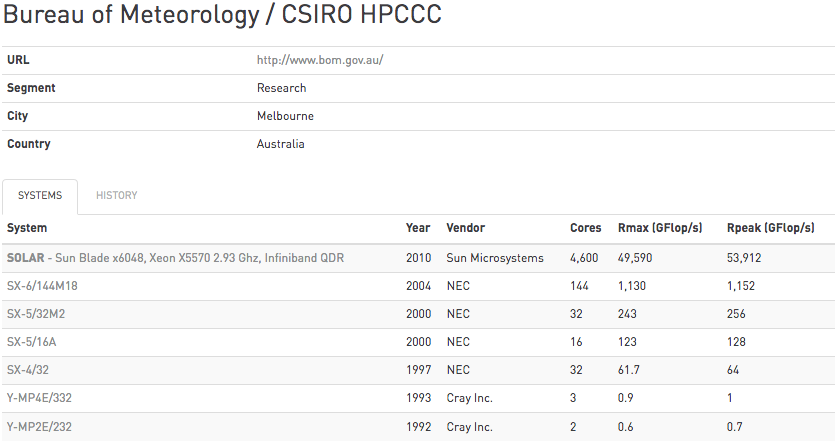 Bureau of Meteorology / CSIRO HPCCC
URL http://www.bom.gov.au/
Segment Research
City Melbourne
Country Australia
SYSTEMS HISTORY
System Year Vendor Cores Rmax (GFlop/s) Rpeak (GFlop/s)
SOLAR - Sun Blade x6048, Xeon X5570 2.93 Ghz, Infiniband QDR 2010 Sun Microsystems 4,600 49,590 53,912
SX-6/144M18 2004 NEC 144 1,130 1,152
SX-5/32M2 2000 NEC 32 243 256
SX-5/16A 2000 NEC 16 123 128
SX-4/32 1997 NEC 32 61.7 64
Y-MP4E/332 1993 Cray Inc. 3 0.9 1
Y-MP2E/232 1992 Cray Inc. 2 0.6 0.7